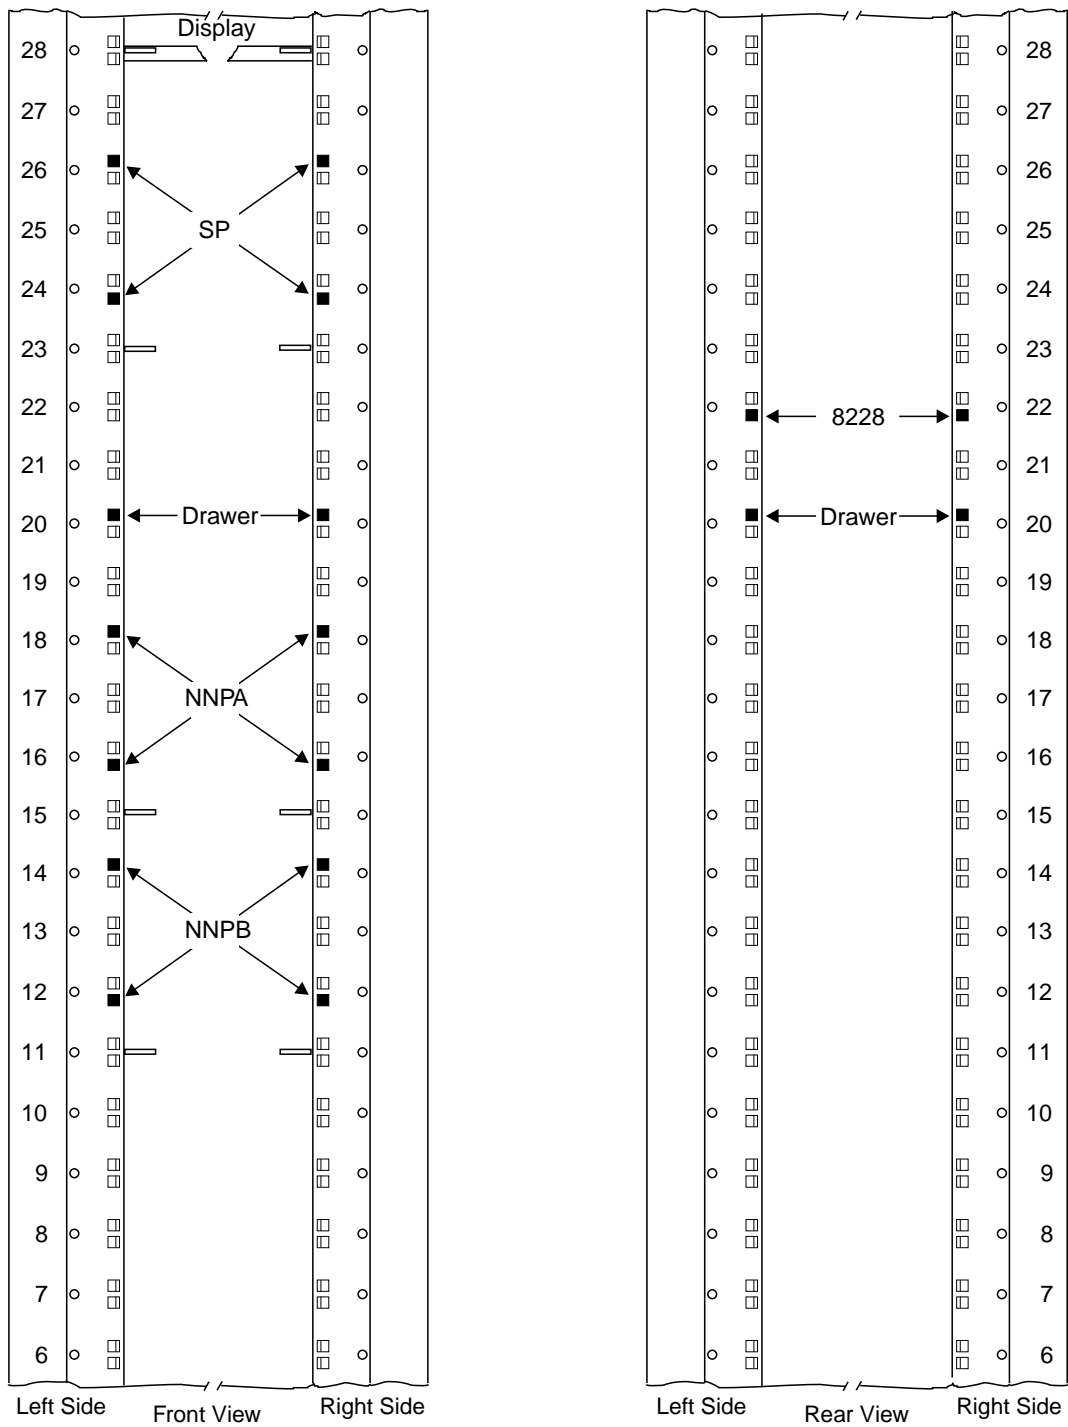 Display
28 28
27 27
26 26
25 SP 25
24 24
23 23
22 8228 22
21 21
20 Drawer Drawer 20
19 19
18 18
17 NNPA 17
16 16
15 15
14 14
13 NNPB 13
12 12
11 11
10 10
9 9
8 8
7 7
6 6
Left Side Front View Right Side Left Side Rear View Right Side